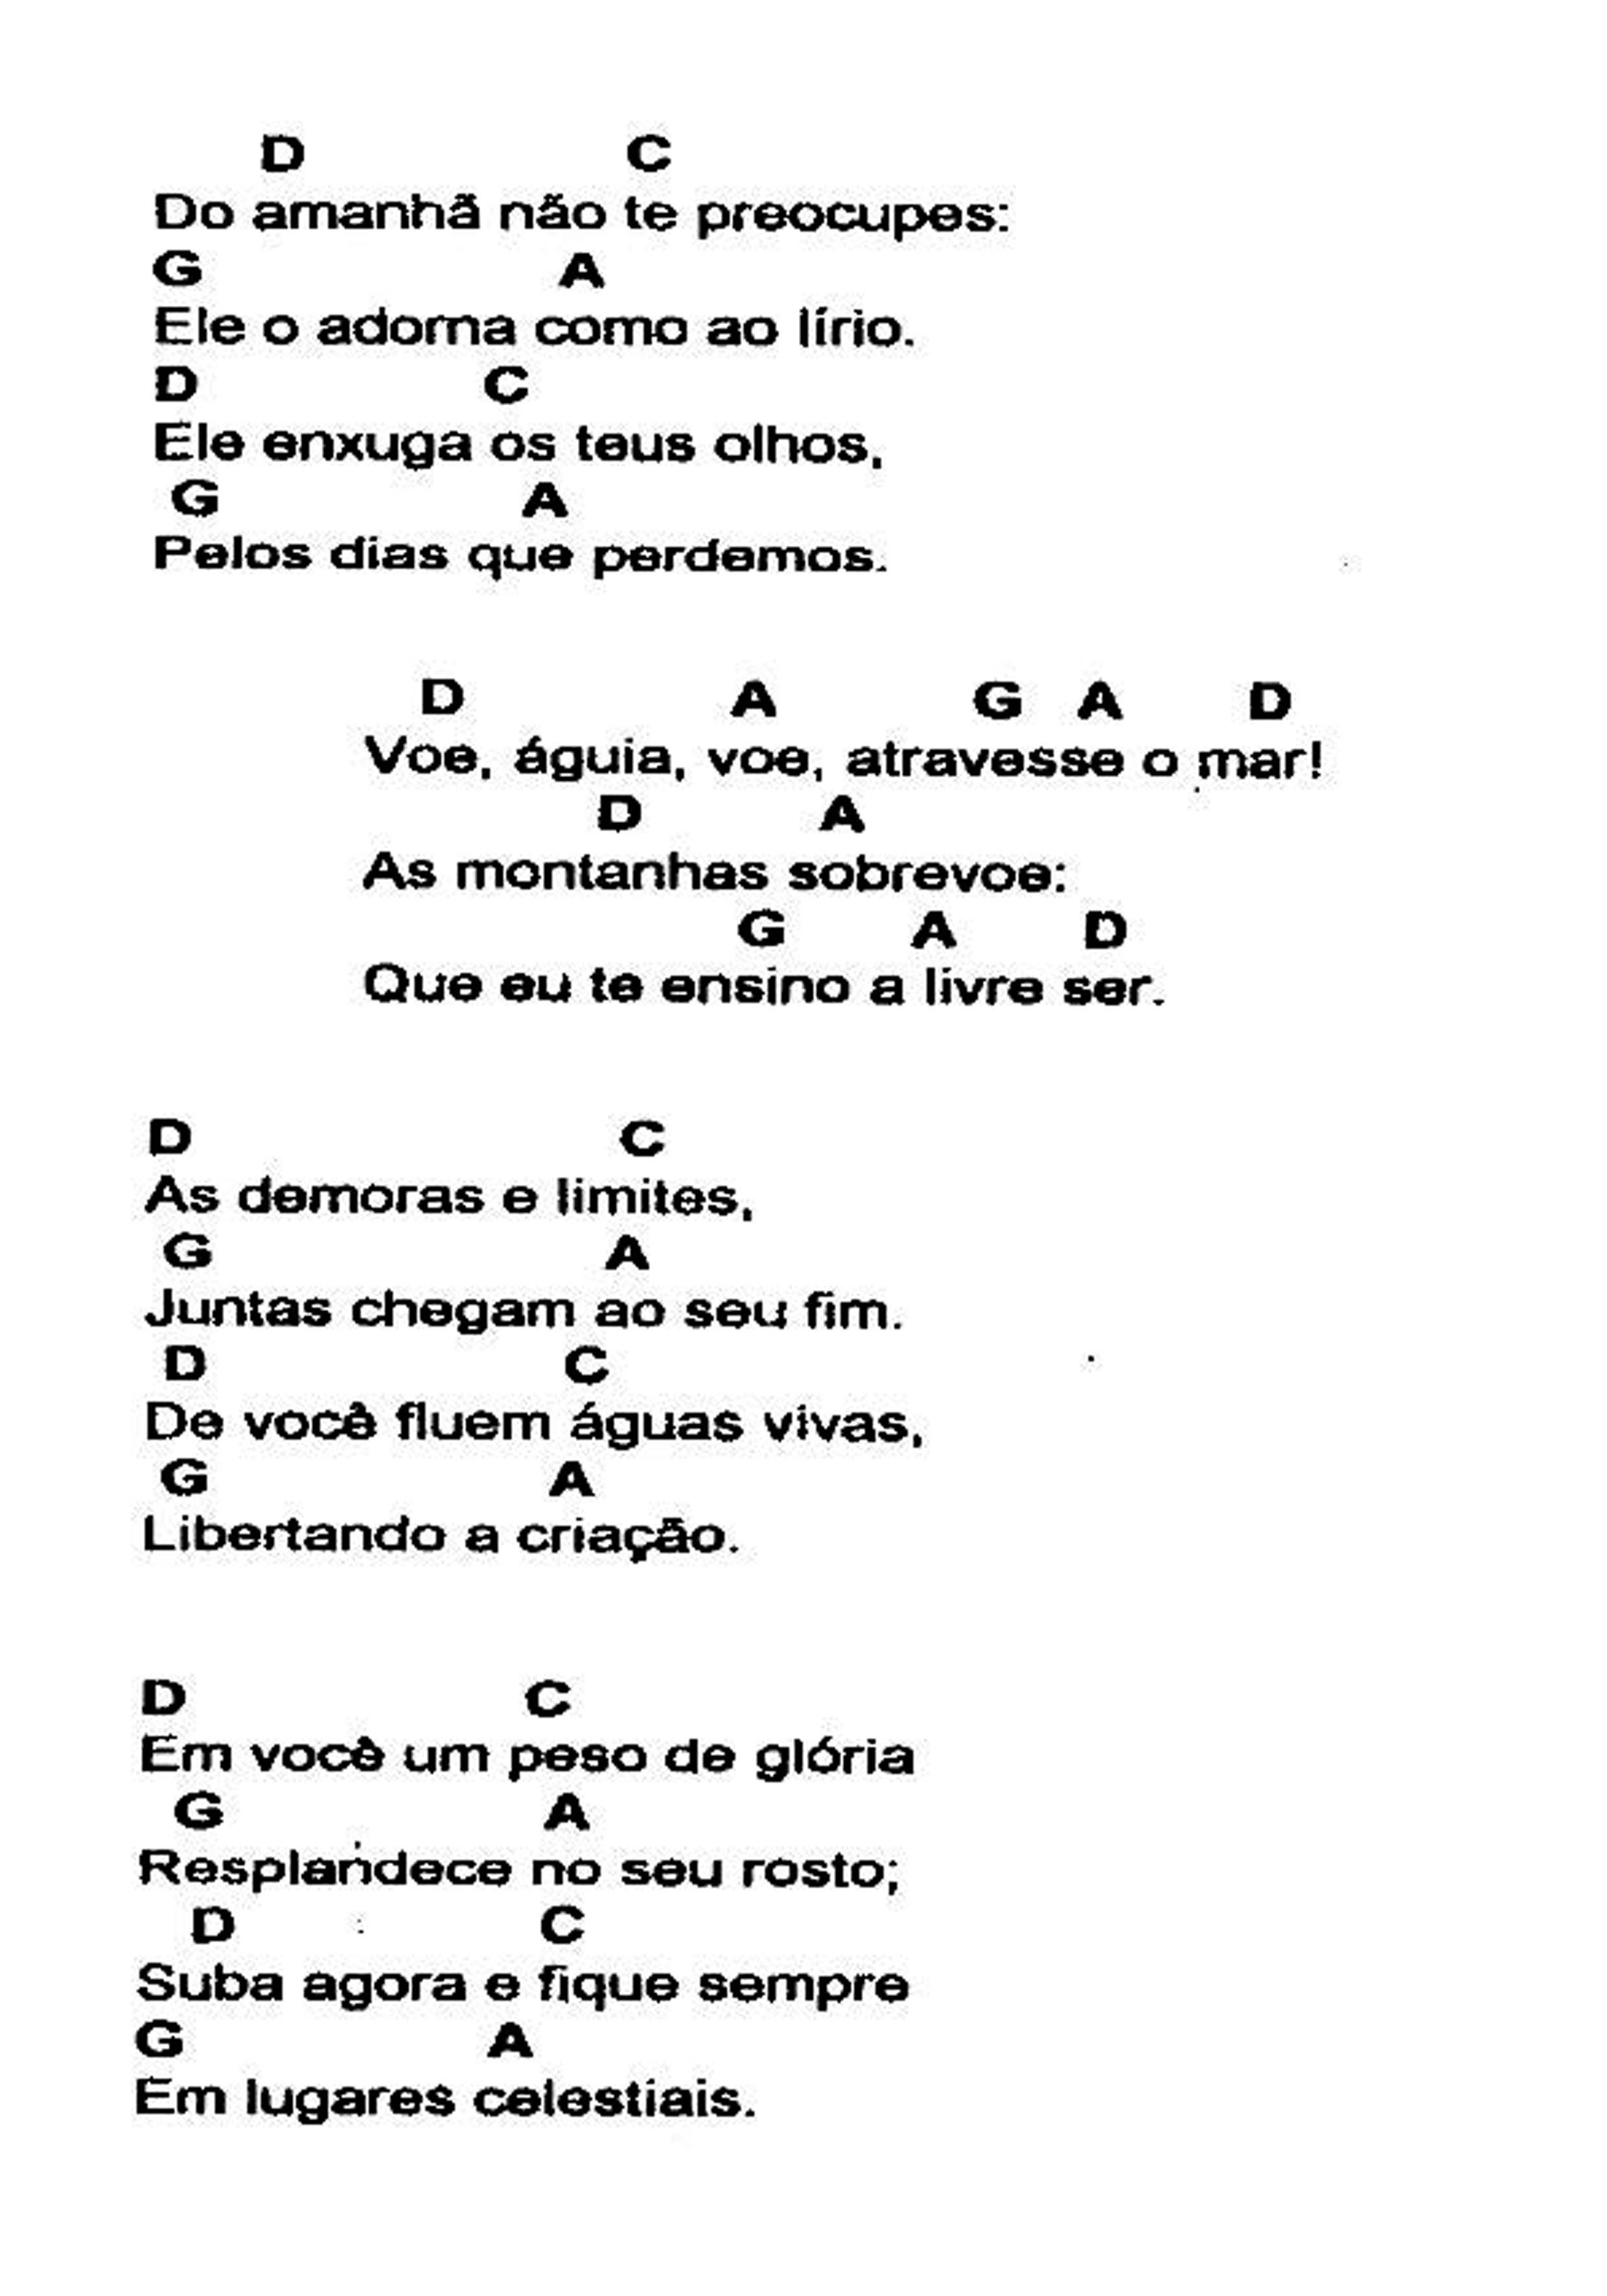 D C
Do amanhã não te preocupes:
G A
Ele o adorna como ao lírio.
D C
Ele enxuga os teus olhos,
G A
Pelos dias que perdemos.
D A G A D
Voe, águia, voe, atravesse o mar!
D A
As montanhas sobrevoe:
G A D
Que eu te ensino a livre ser.
D C
As demoras e limites,
G A
Juntas chegam ao seu fim.
D C
De você fluem águas vivas,
G A
Libertando a criação.
D C
Em você um peso de glória
G A
Resplandece no seu rosto;
D C
Suba agora e fique sempre
G A
Em lugares celestiais.